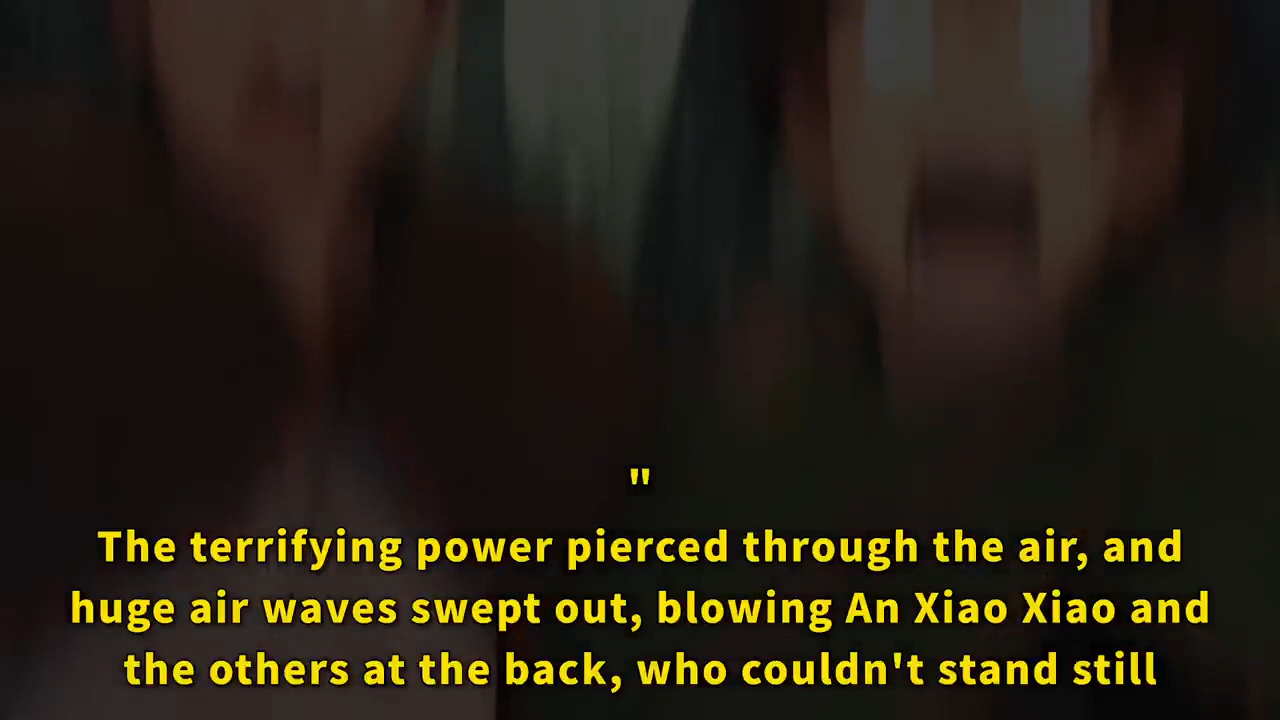 "
The terrifying power pierced through the air, and
huge air waves swept out, blowing An Xiao Xiao and
the others at the back, who couldn't stand still